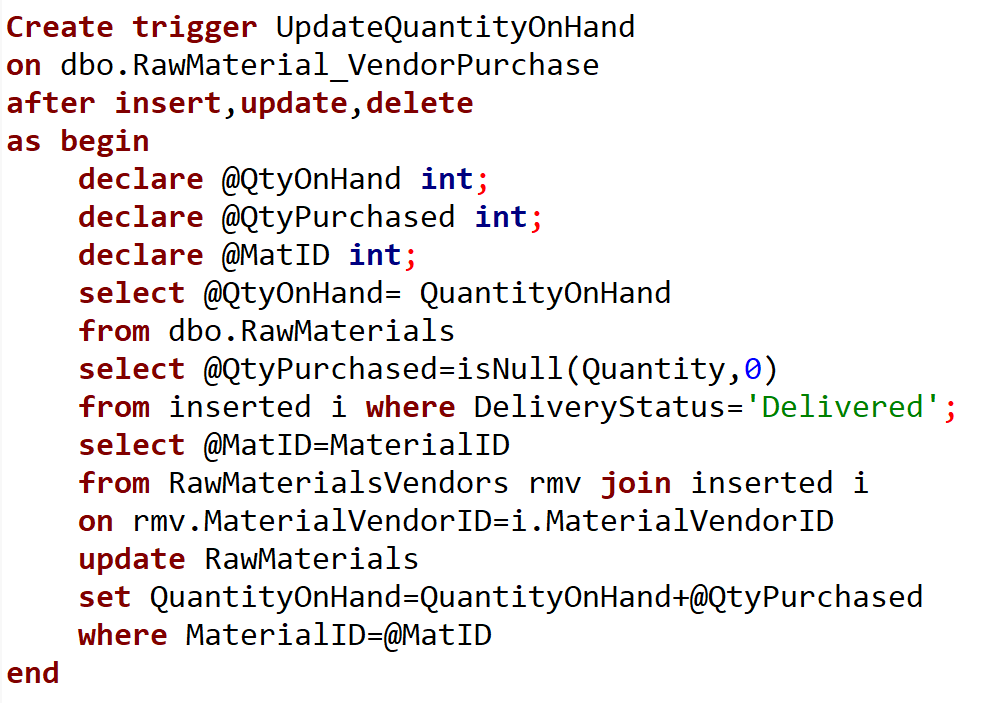 Create trigger UpdateQuantityOnHand
on dbo.RawMaterial_VendorPurchase
after insert,update,delete
as begin
    declare @QtyOnHand int;
    declare @QtyPurchased int;
    declare @MatID int;
    select @QtyOnHand= QuantityOnHand
    from dbo.RawMaterials
    select @QtyPurchased=isNull(Quantity,0)
    from inserted i where DeliveryStatus='Delivered';
    select @MatID=MaterialID
    from RawMaterialsVendors rmv join inserted i
    on rmv.MaterialVendorID=i.MaterialVendorID
    update RawMaterials
    set QuantityOnHand=QuantityOnHand+@QtyPurchased
    where MaterialID=@MatID
end